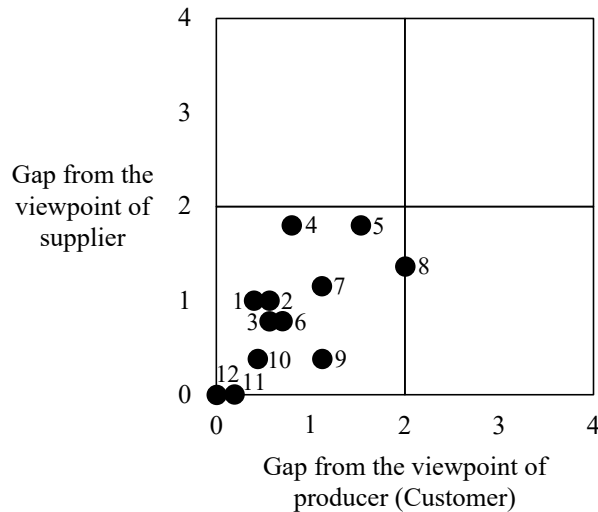 4
3
Gap from the
viewpoint of
supplier
2
4 5
8
7
1
1 2
3 6
10 9
12
11
0
0 1 2 3 4
Gap from the viewpoint of
producer (Customer)